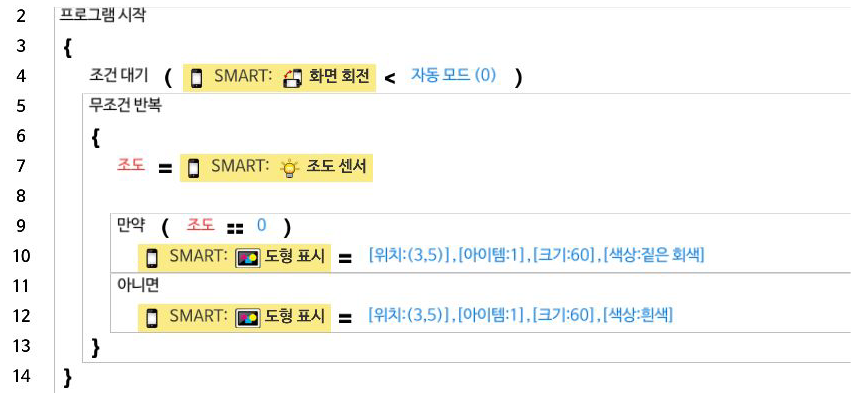 2 프로그램 시작
3 {
4 조건 대기 ( SMART: 화면 회전 < 자동 모드 (0) )
5 무조건 반복
6 {
7 조도 = SMART: 조도 센서
8
9 만약 ( 조도 == 0 )
10 SMART: 도형 표시 = [위치:(3,5)],[아이템:1],[크기:60],[색상:짙은 회색]
11 아니면
12 SMART: 도형 표시 = [위치:(3,5)],[아이템:1],[크기:60],[색상:흰색]
13 }
14 }